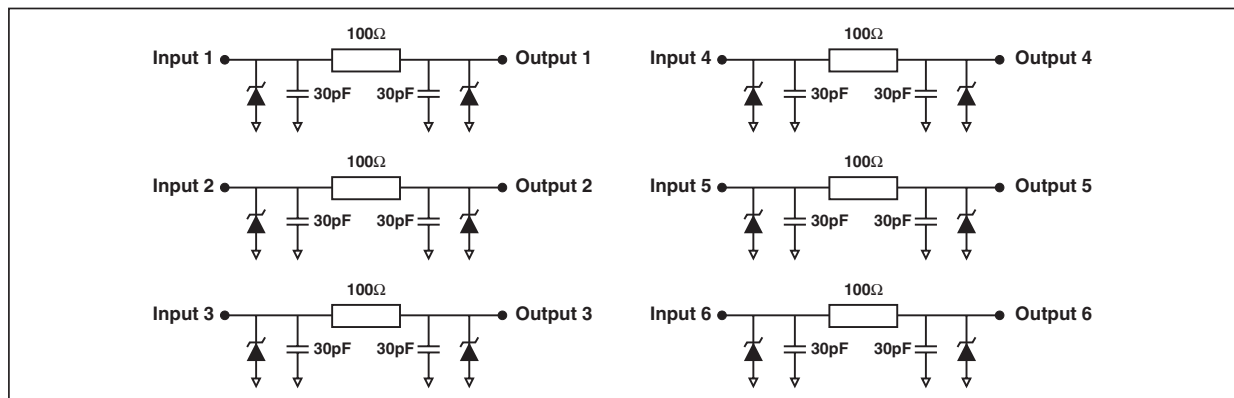 100Ω
Input 1 Output 1
30pF 30pF
100Ω
Input 4 Output 4
30pF 30pF
100Ω
Input 2 Output 2
30pF 30pF
100Ω
Input 5 Output 5
30pF 30pF
100Ω
Input 3 Output 3
30pF 30pF
100Ω
Input 6 Output 6
30pF 30pF